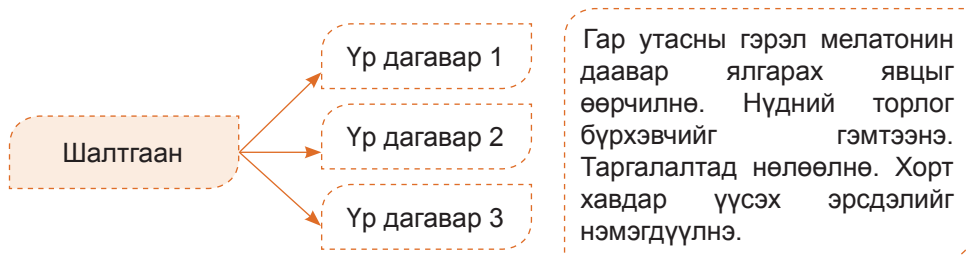 Шалтгаан
Үр дагавар 1
Үр дагавар 2
Үр дагавар 3
Гар утасны гэрэл мелатонин
даавар ялгарах явцыг
өөрчилнө. Нүдний торлог
бүрхэвчийг гэмтээнэ.
Таргалалтад нөлөөлнө. Хорт
хавдар үүсэх эрсдэлийг
нэмэгдүүлнэ.